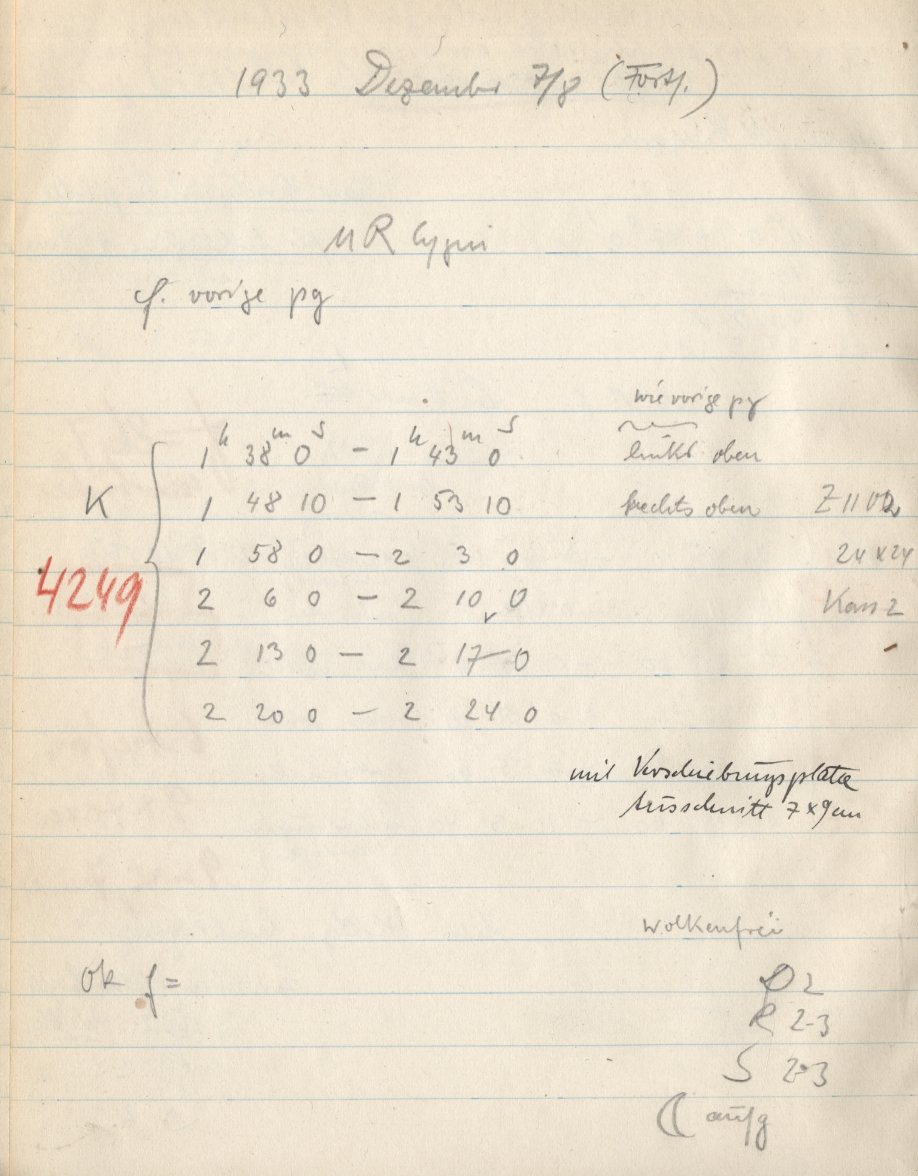 1933 Dezember 7/8 (Forts.)
UR Cygni
cf. vorige pg
wie vorige pg
1h 38m 0s – 1h 43m 0s links oben
K 1 48 10 – 1 53 10 rechts oben
1 58 0 – 2 3 0 24 x 24
4249 2 6 0 – 2 10 0 Kass 2
2 13 0 – 2 17 0
2 20 0 – 2 24 0
mit Verschiebungsplatte
Ausschnitt 7 x 9 cm
wolkenfrei
ok f =
D 2
R 2-3
S 2-3
☾ aufg